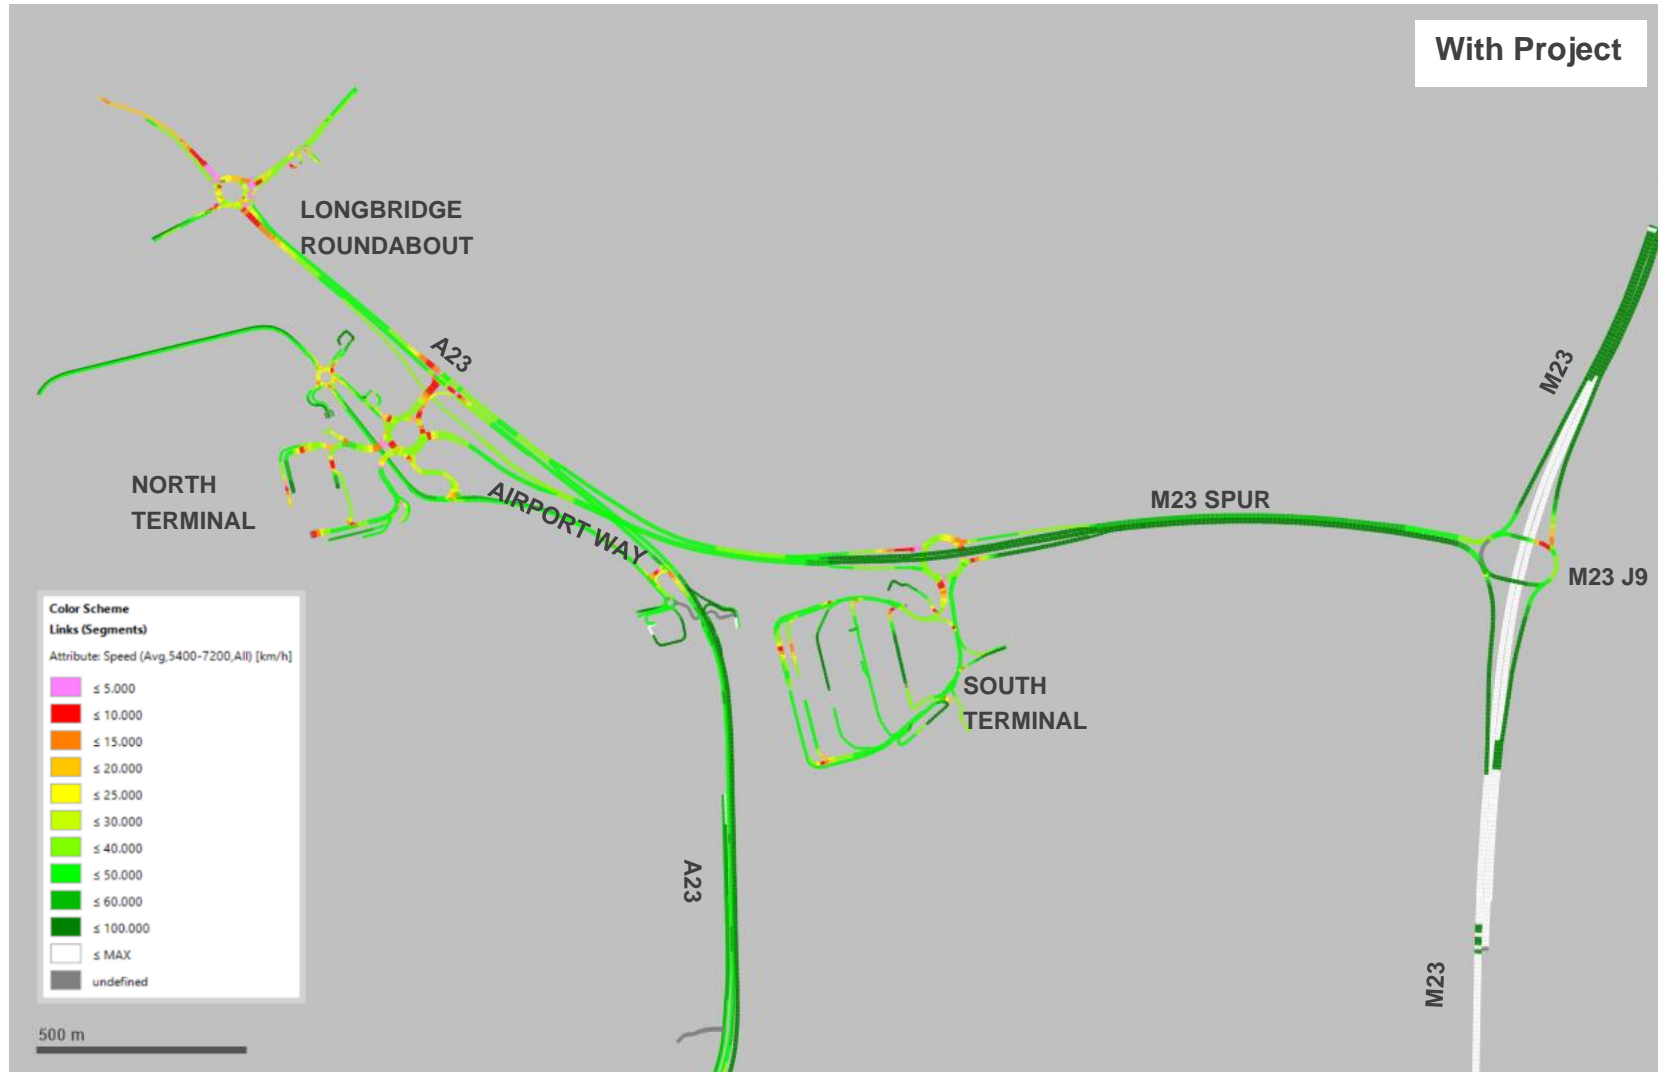 With Project
LONGBRIDGE
ROUNDABOUT
A23
M23
NORTH
TERMINAL
AIRPORT WAY
M23 SPUR
M23 J9
Color Scheme
Links (Segments)
Attribute: Speed (Avg,5400-7200,All) [km/h]
≤ 5.000
≤ 10.000
≤ 15.000
≤ 20.000
≤ 25.000
≤ 30.000
≤ 40.000
≤ 50.000
≤ 60.000
≤ 100.000
≤ MAX
undefined
SOUTH
TERMINAL
A23
M23
500 m